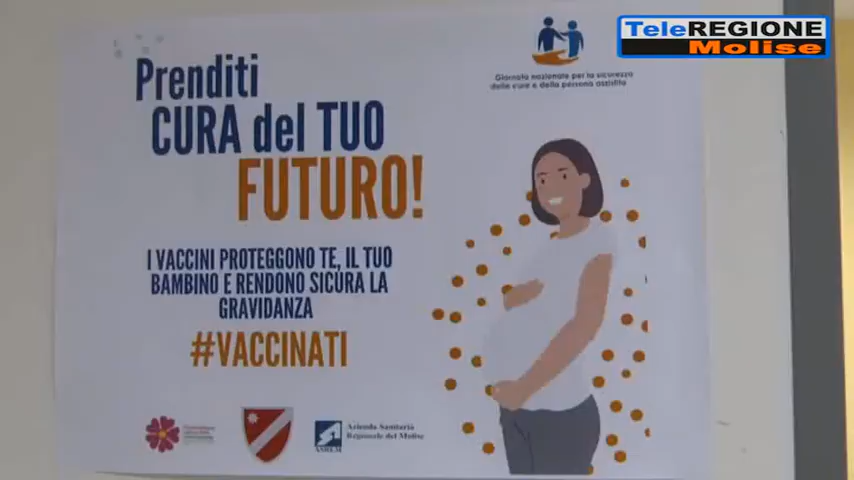 TeleREGIONE
Molise
Giornata nazionale per la sicurezza
delle cure e della persona assistita
Prenditi
CURA del TUO
FUTURO!
I VACCINI PROTEGGONO TE, IL TUO
BAMBINO E RENDONO SICURA LA
GRAVIDANZA
#VACCINATI
Azienda Sanitaria
Regionale del Molise
ASREM